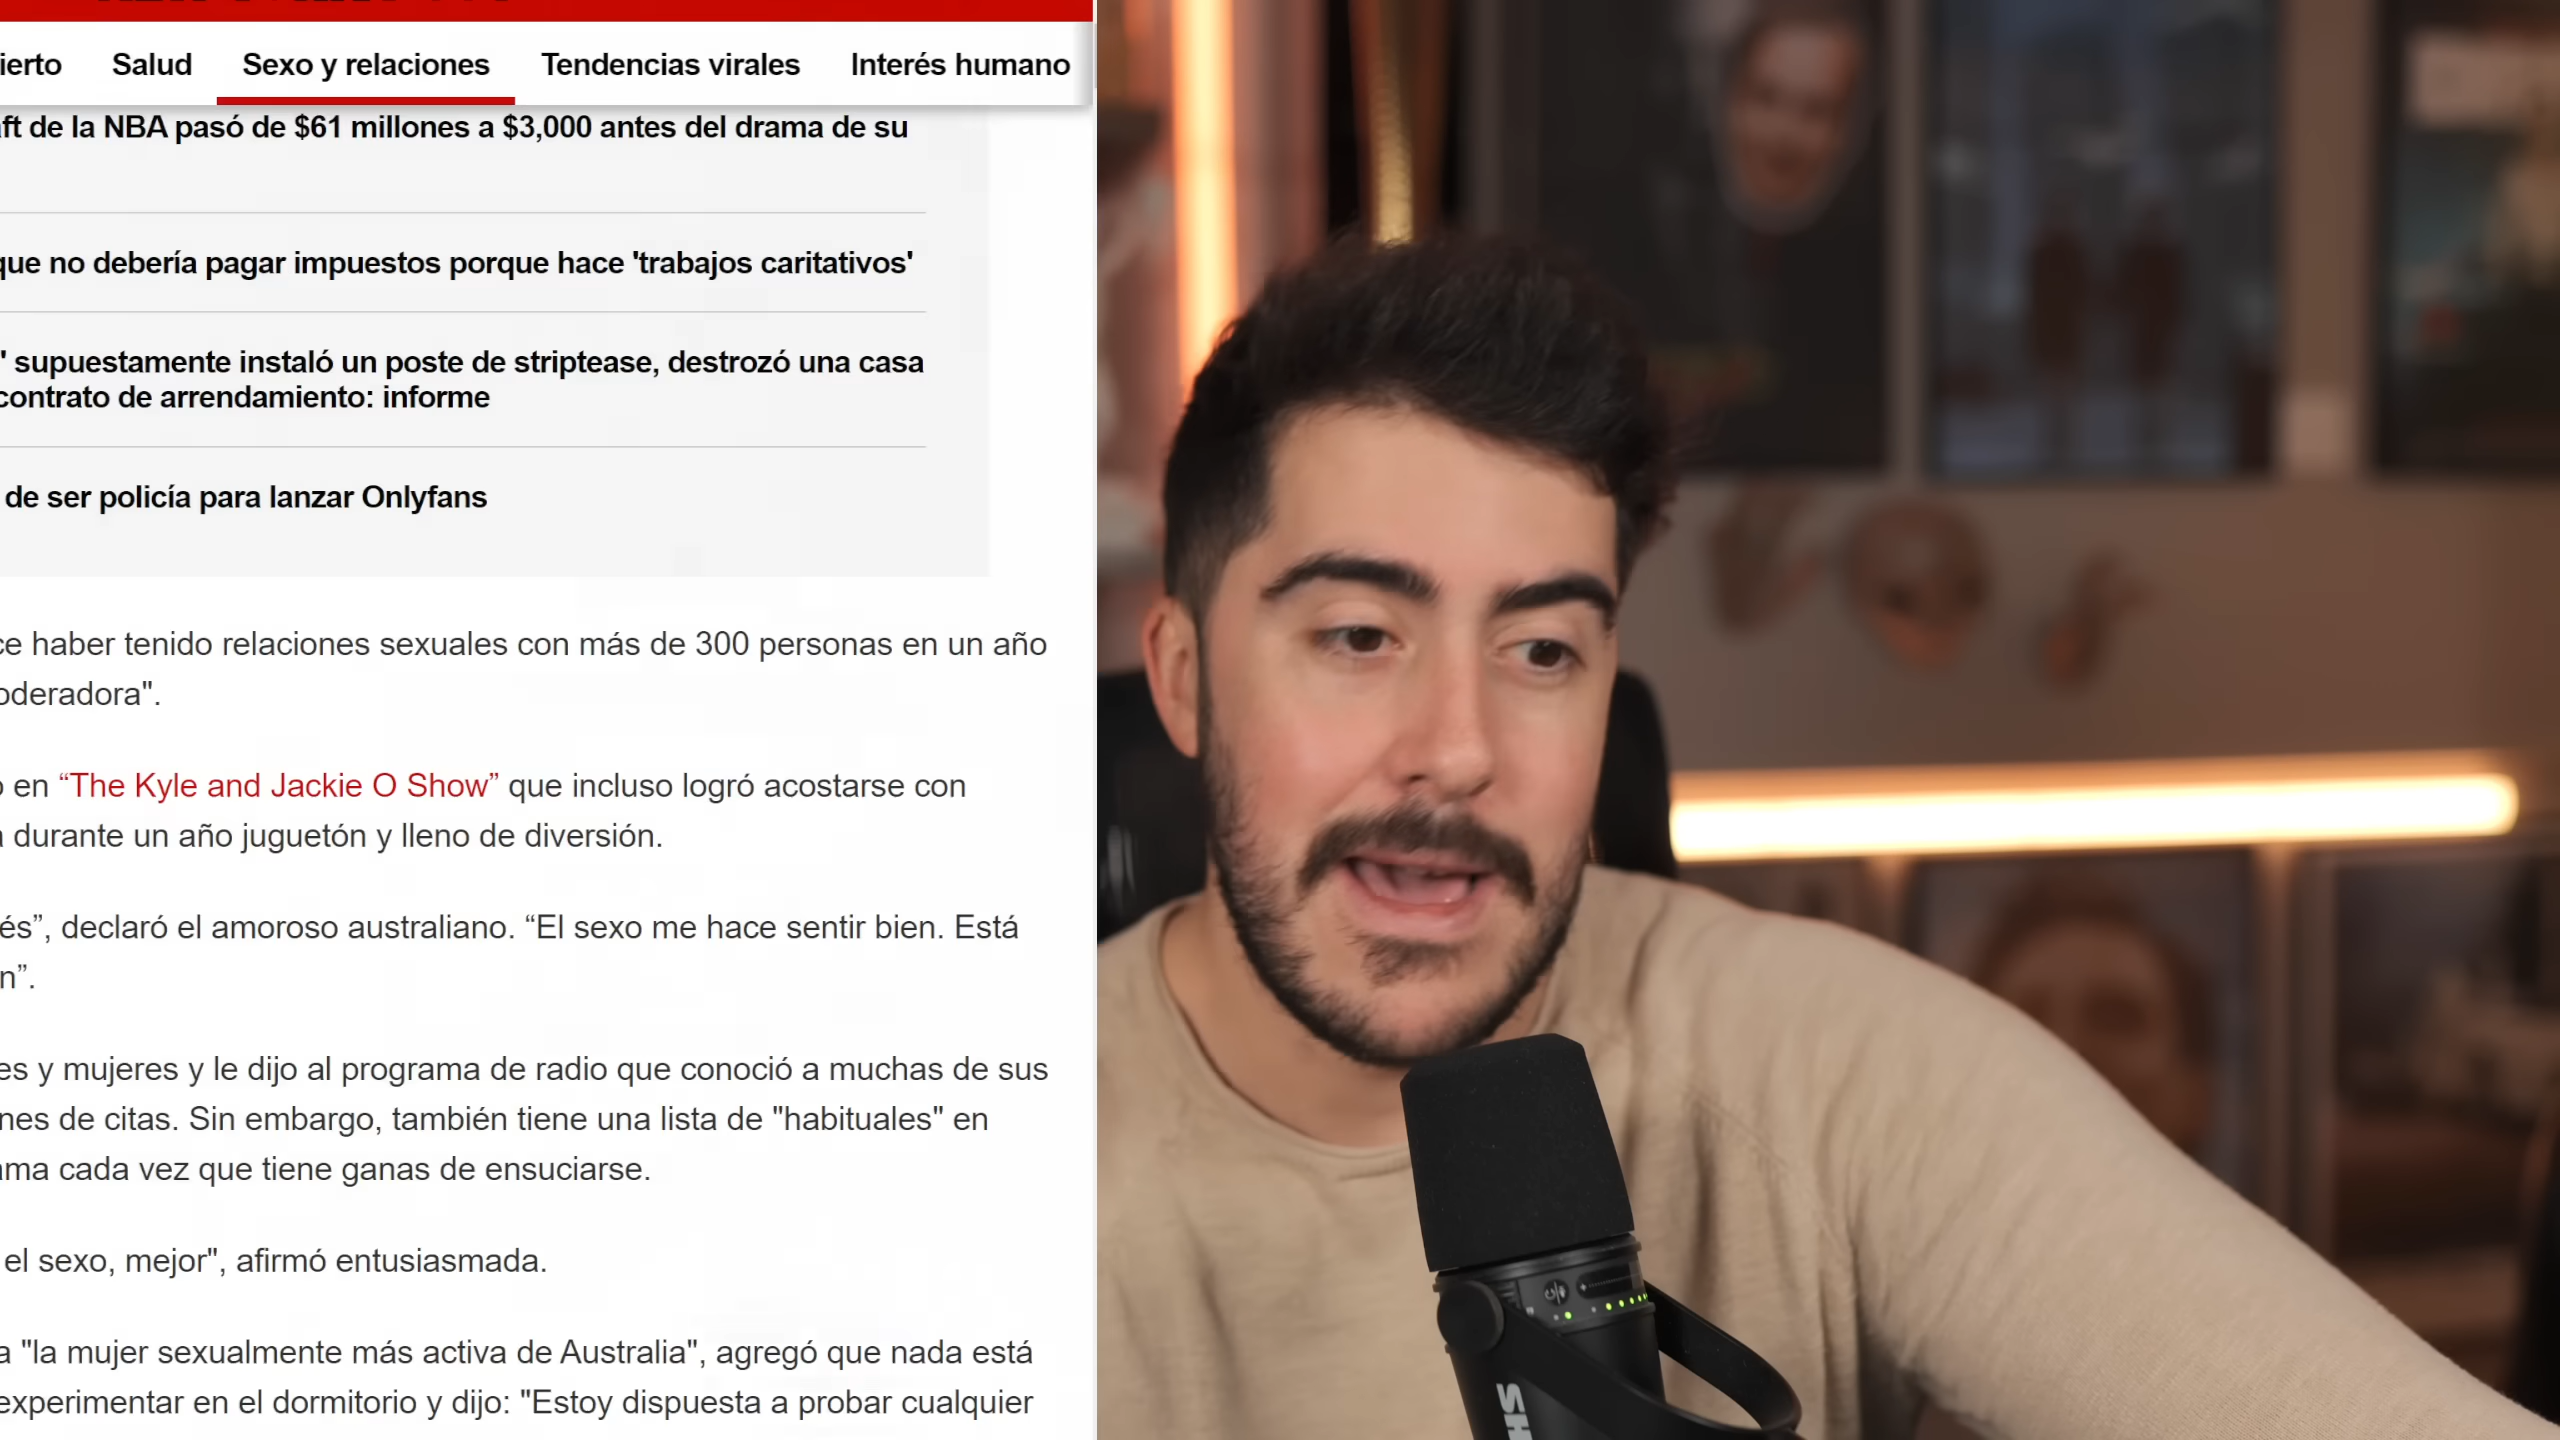 ierto Salud Sexo y relaciones Tendencias virales Interés humano
aft de la NBA pasó de $61 millones a $3,000 antes del drama de su
que no debería pagar impuestos porque hace 'trabajos caritativos'
' supuestamente instaló un poste de striptease, destrozó una casa
contrato de arrendamiento: informe
de ser policía para lanzar Onlyfans
ce haber tenido relaciones sexuales con más de 300 personas en un año
oderadora".
o en “The Kyle and Jackie O Show” que incluso logró acostarse con
a durante un año juguetón y lleno de diversión.
és”, declaró el amoroso australiano. “El sexo me hace sentir bien. Está
n”.
es y mujeres y le dijo al programa de radio que conoció a muchas de sus
nes de citas. Sin embargo, también tiene una lista de "habituales" en
ama cada vez que tiene ganas de ensuciarse.
el sexo, mejor", afirmó entusiasmada.
a "la mujer sexualmente más activa de Australia", agregó que nada está
experimentar en el dormitorio y dijo: "Estoy dispuesta a probar cualquier
SH